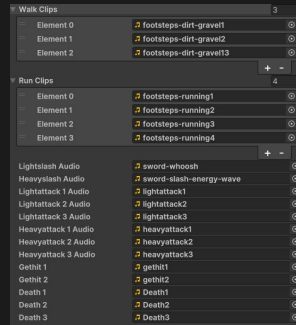 Walk Clips 3
Element 0 footsteps-dirt-gravel1
Element 1 footsteps-dirt-gravel2
Element 2 footsteps-dirt-gravel13
+ -
Run Clips 4
Element 0 footsteps-running1
Element 1 footsteps-running2
Element 2 footsteps-running3
Element 3 footsteps-running4
+ -
Lightslash Audio sword-whoosh
Heavyslash Audio sword-slash-energy-wave
Lightattack 1 Audio lightattack1
Lightattack 2 Audio lightattack2
Lightattack 3 Audio lightattack3
Heavyattack 1 Audio heavyattack1
Heavyattack 2 Audio heavyattack2
Heavyattack 3 Audio heavyattack3
Gethit 1 gethit1
Gethit 2 gethit2
Death 1 Death1
Death 2 Death2
Death 3 Death3